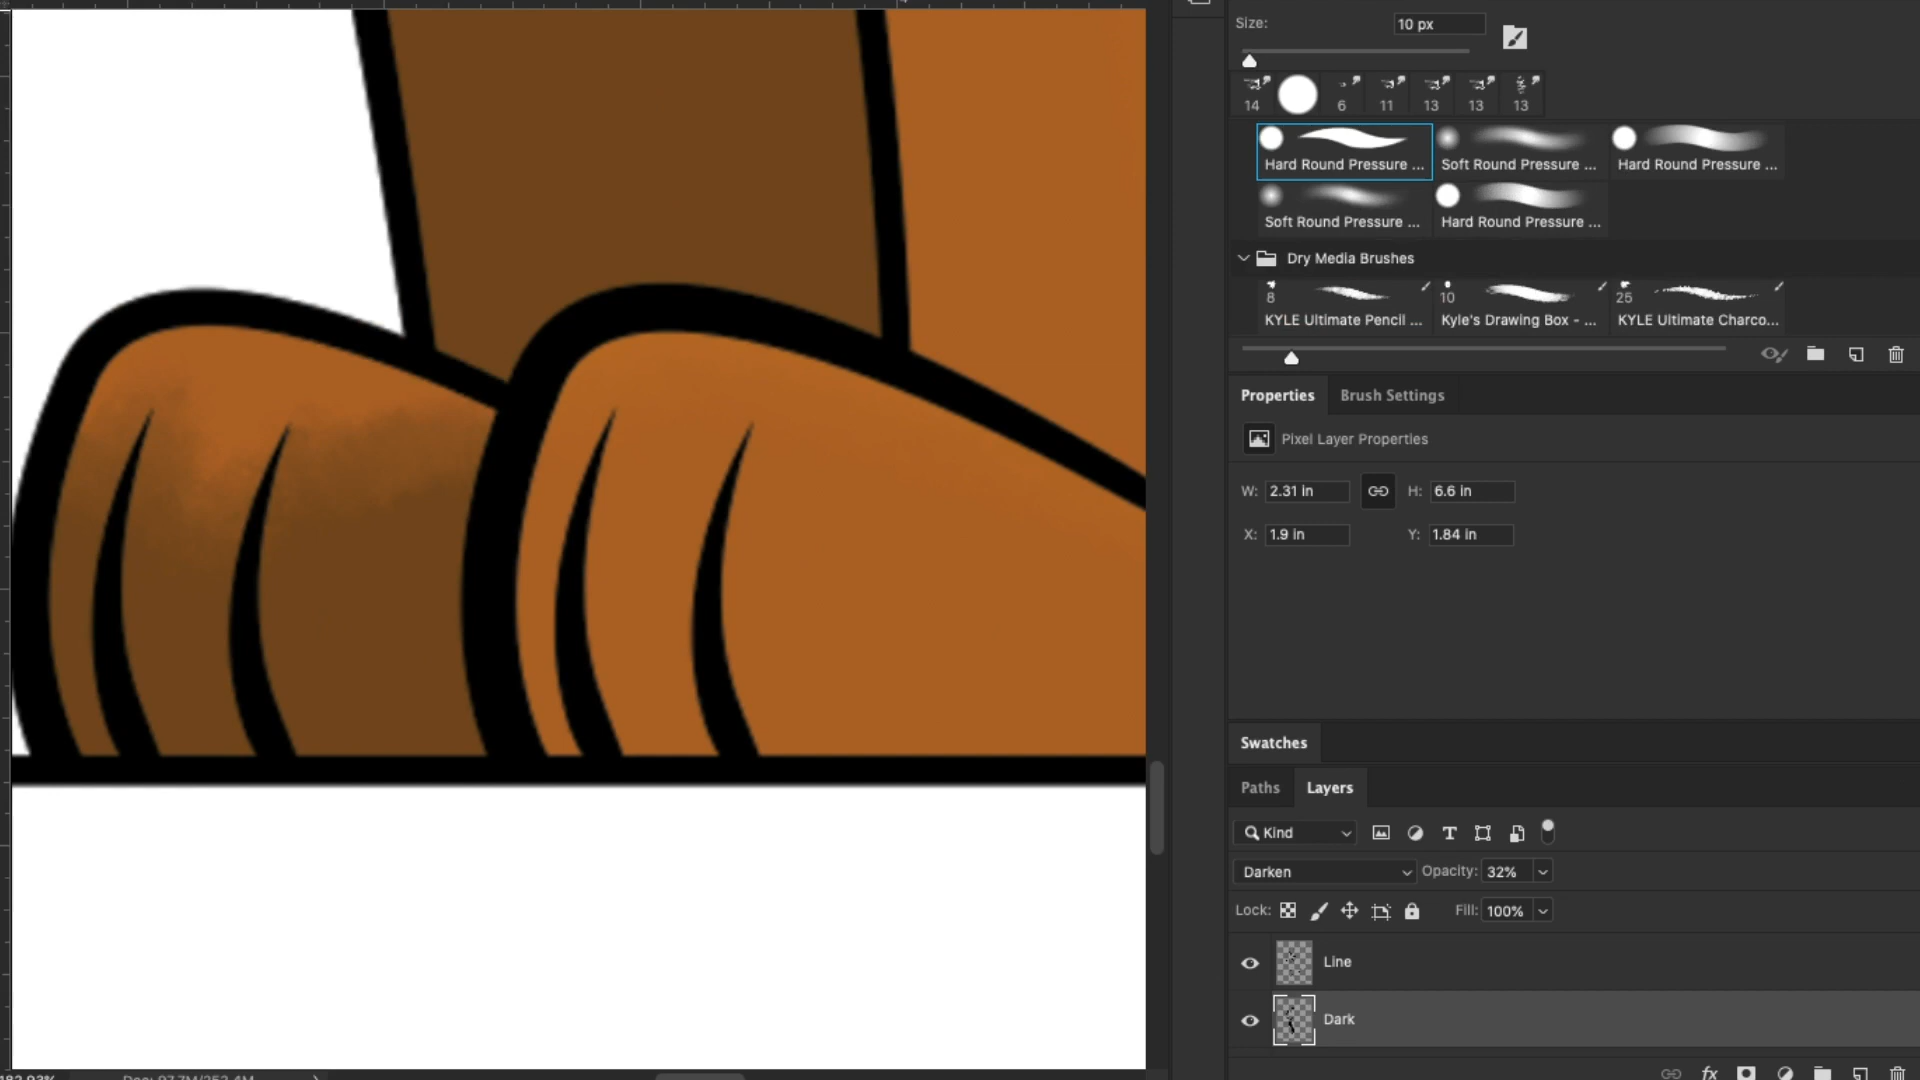 Size: 10 px
14 6 11 13 13 13
Hard Round Pressure ... Soft Round Pressure ... Hard Round Pressure ...
Soft Round Pressure ... Hard Round Pressure ...
Dry Media Brushes
8 10 25
KYLE Ultimate Pencil ... Kyle's Drawing Box - ... KYLE Ultimate Charco...
Properties Brush Settings
Pixel Layer Properties
W: 2.31 in H: 6.6 in
X: 1.9 in Y: 1.84 in
Swatches
Paths Layers
Kind
Darken Opacity: 32%
Lock: Fill: 100%
Line
Dark
fx